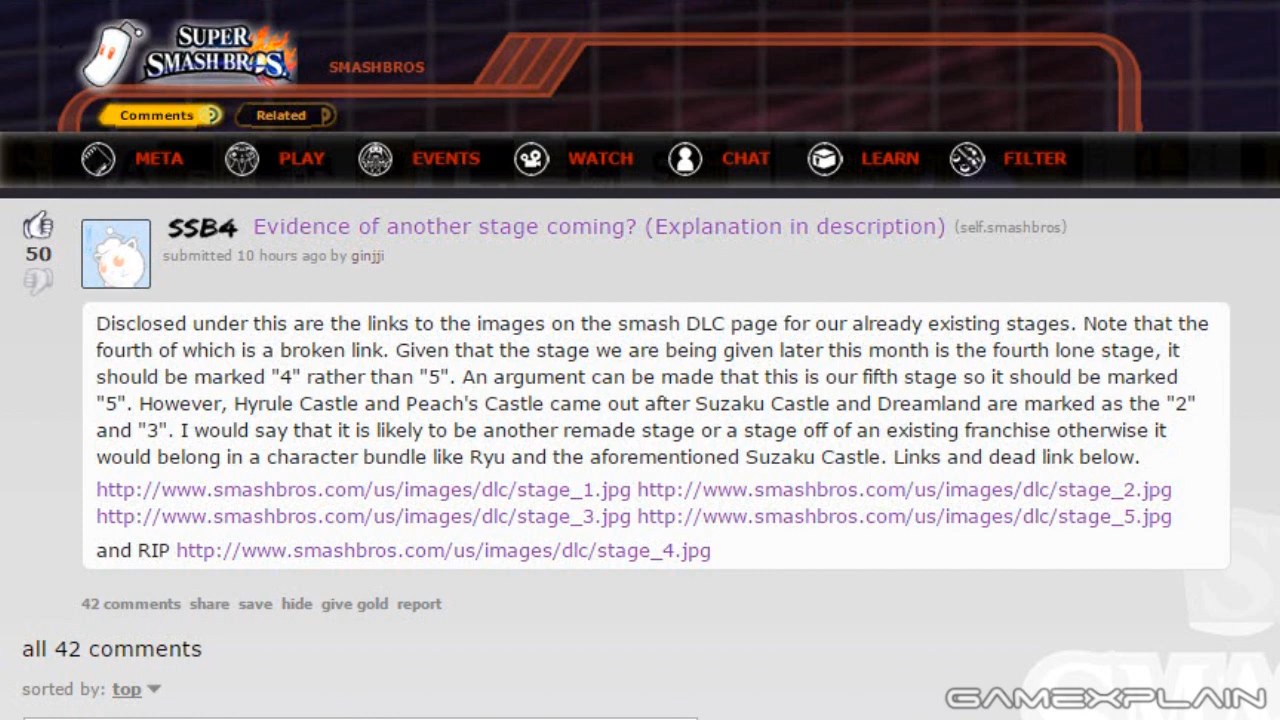 SUPER
SMASH BROS.
SMASHBROS
Comments Related
META PLAY EVENTS WATCH CHAT LEARN FILTER
SSB4 Evidence of another stage coming? (Explanation in description) (self.smashbros)
50
submitted 10 hours ago by ginjji
Disclosed under this are the links to the images on the smash DLC page for our already existing stages. Note that the
fourth of which is a broken link. Given that the stage we are being given later this month is the fourth lone stage, it
should be marked "4" rather than "5". An argument can be made that this is our fifth stage so it should be marked
"5". However, Hyrule Castle and Peach's Castle came out after Suzaku Castle and Dreamland are marked as the "2"
and "3". I would say that it is likely to be another remade stage or a stage off of an existing franchise otherwise it
would belong in a character bundle like Ryu and the aforementioned Suzaku Castle. Links and dead link below.
http://www.smashbros.com/us/images/dlc/stage_1.jpg http://www.smashbros.com/us/images/dlc/stage_2.jpg
http://www.smashbros.com/us/images/dlc/stage_3.jpg http://www.smashbros.com/us/images/dlc/stage_5.jpg
and RIP http://www.smashbros.com/us/images/dlc/stage_4.jpg
42 comments share save hide give gold report
all 42 comments
sorted by: top
GAMEXPLAIN